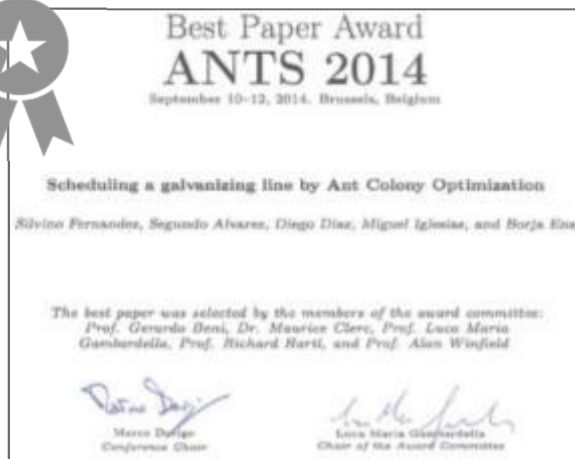 Best Paper Award
ANTS 2014
September 10–12, 2014. Brussels, Belgium
Scheduling a galvanizing line by Ant Colony Optimization
Silvino Fernandez, Segundo Alvarez, Diego Diaz, Miguel Iglesias, and Borja Ena
The best paper was selected by the members of the award committee:
Prof. Gerardo Beni, Dr. Maurice Clerc, Prof. Luca Maria
Gambardella, Prof. Richard Hartl, and Prof. Alan Winfield
Marco Dorigo
Luca Maria Gambardella
Conference Chair
Chair of the Award Committee